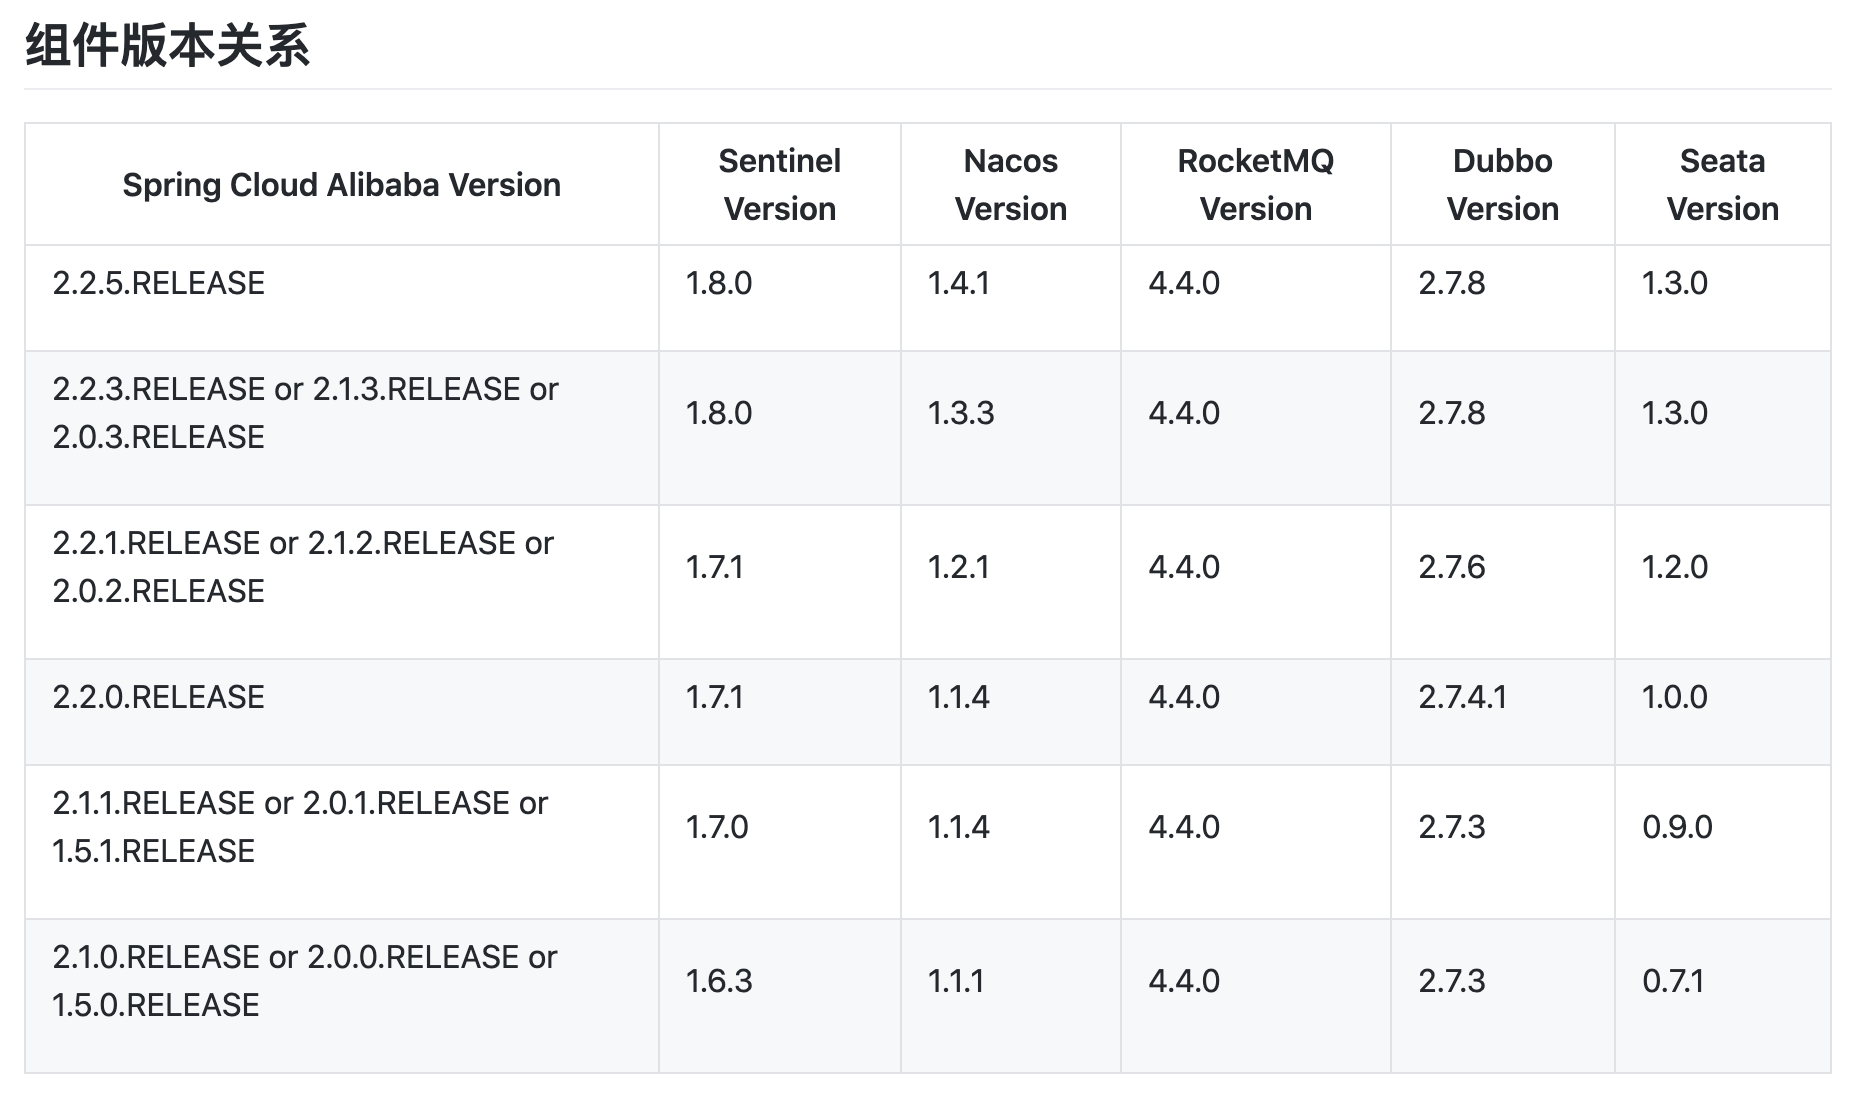 组件版本关系
Spring Cloud Alibaba Version Sentinel Version Nacos Version RocketMQ Version Dubbo Version Seata Version
2.2.5.RELEASE 1.8.0 1.4.1 4.4.0 2.7.8 1.3.0
2.2.3.RELEASE or 2.1.3.RELEASE or
2.0.3.RELEASE 1.8.0 1.3.3 4.4.0 2.7.8 1.3.0
2.2.1.RELEASE or 2.1.2.RELEASE or
2.0.2.RELEASE 1.7.1 1.2.1 4.4.0 2.7.6 1.2.0
2.2.0.RELEASE 1.7.1 1.1.4 4.4.0 2.7.4.1 1.0.0
2.1.1.RELEASE or 2.0.1.RELEASE or
1.5.1.RELEASE 1.7.0 1.1.4 4.4.0 2.7.3 0.9.0
2.1.0.RELEASE or 2.0.0.RELEASE or
1.5.0.RELEASE 1.6.3 1.1.1 4.4.0 2.7.3 0.7.1